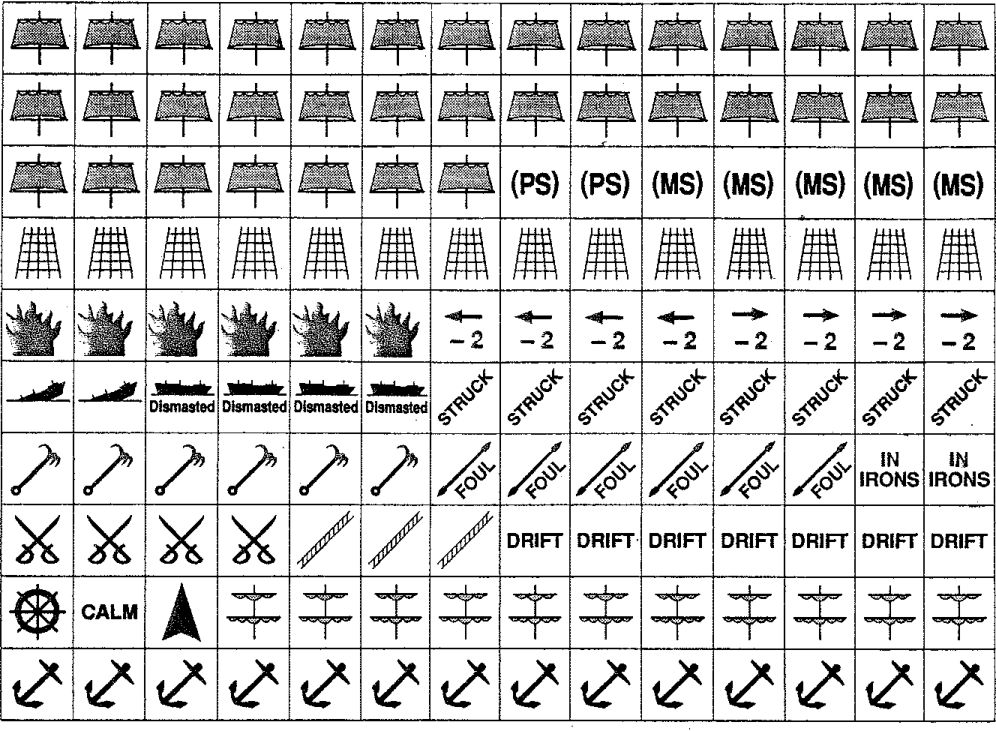 (PS) (PS) (MS) (MS) (MS) (MS) (MS)
-2 -2 -2 -2 -2 -2 -2 -2
Dismasted Dismasted Dismasted Dismasted STRUCK STRUCK STRUCK STRUCK STRUCK STRUCK STRUCK STRUCK
FOUL FOUL FOUL FOUL FOUL FOUL IN IRONS IN IRONS
DRIFT DRIFT DRIFT DRIFT DRIFT DRIFT DRIFT
CALM